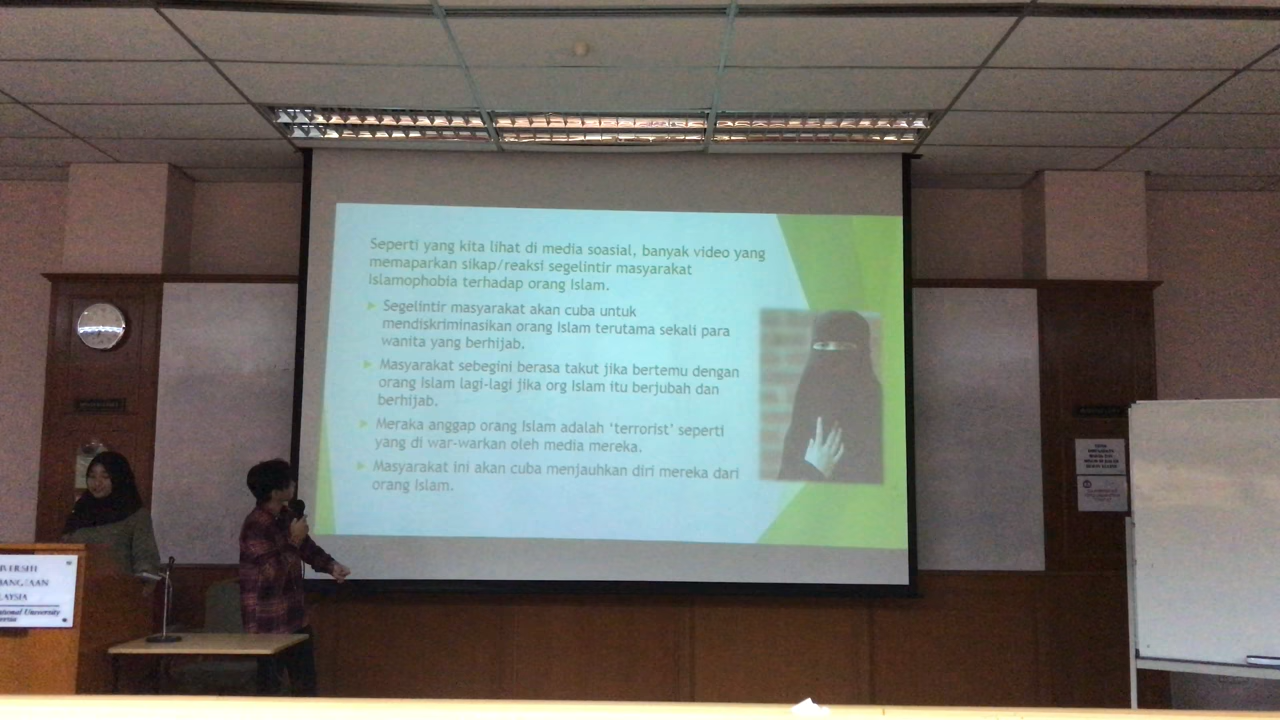 Seperti yang kita lihat di media soasial, banyak video yang
memaparkan sikap/reaksi segelintir masyarakat
Islamophobia terhadap orang Islam.
Segelintir masyarakat akan cuba untuk
mendiskriminasikan orang Islam terutama sekali para
wanita yang berhijab.
Masyarakat sebegini berasa takut jika bertemu dengan
orang Islam lagi-lagi jika org Islam itu berjubah dan
berhijab.
Meraka anggap orang Islam adalah ‘terrorist’ seperti
yang di war-warkan oleh media mereka.
Masyarakat ini akan cuba menjauhkan diri mereka dari
orang Islam.
IVERSITI
BANGSAAN
LAYSIA
ational University